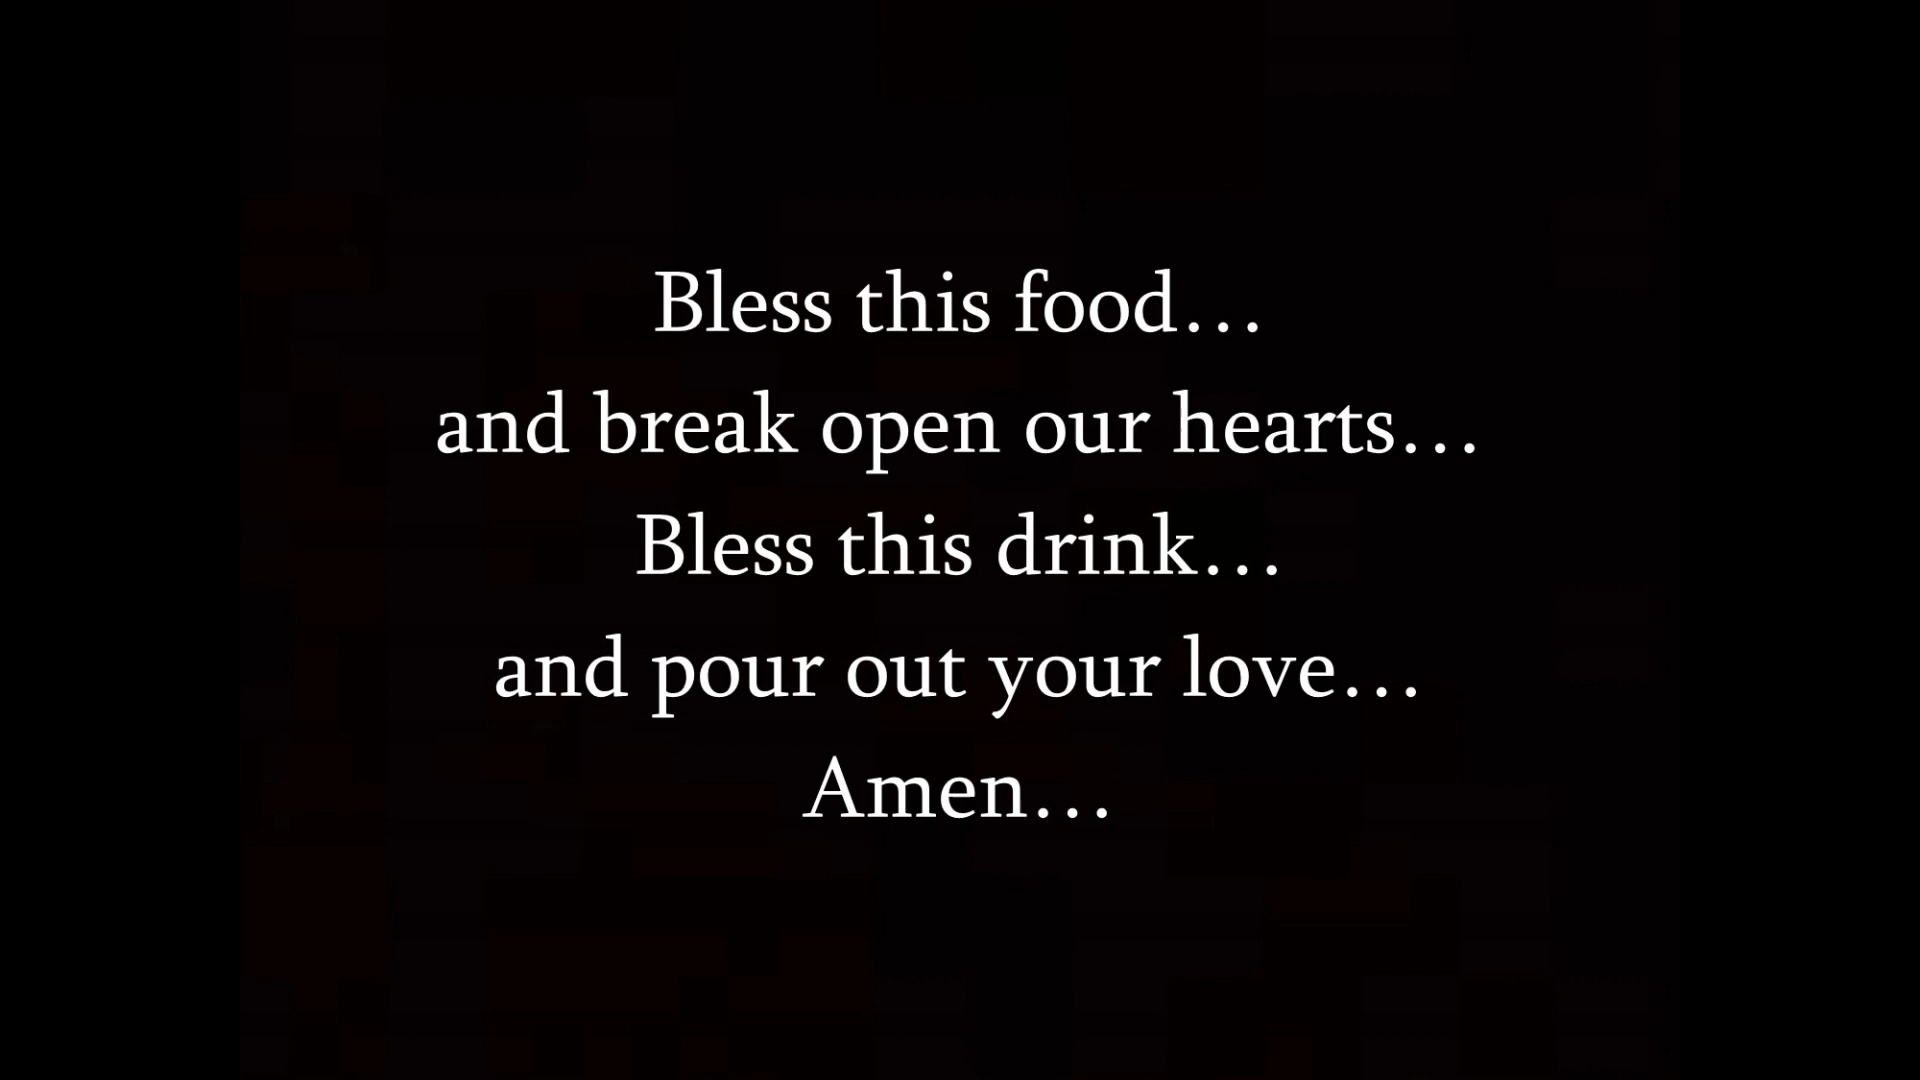 Bless this food…
and break open our hearts…
Bless this drink…
and pour out your love…
Amen…